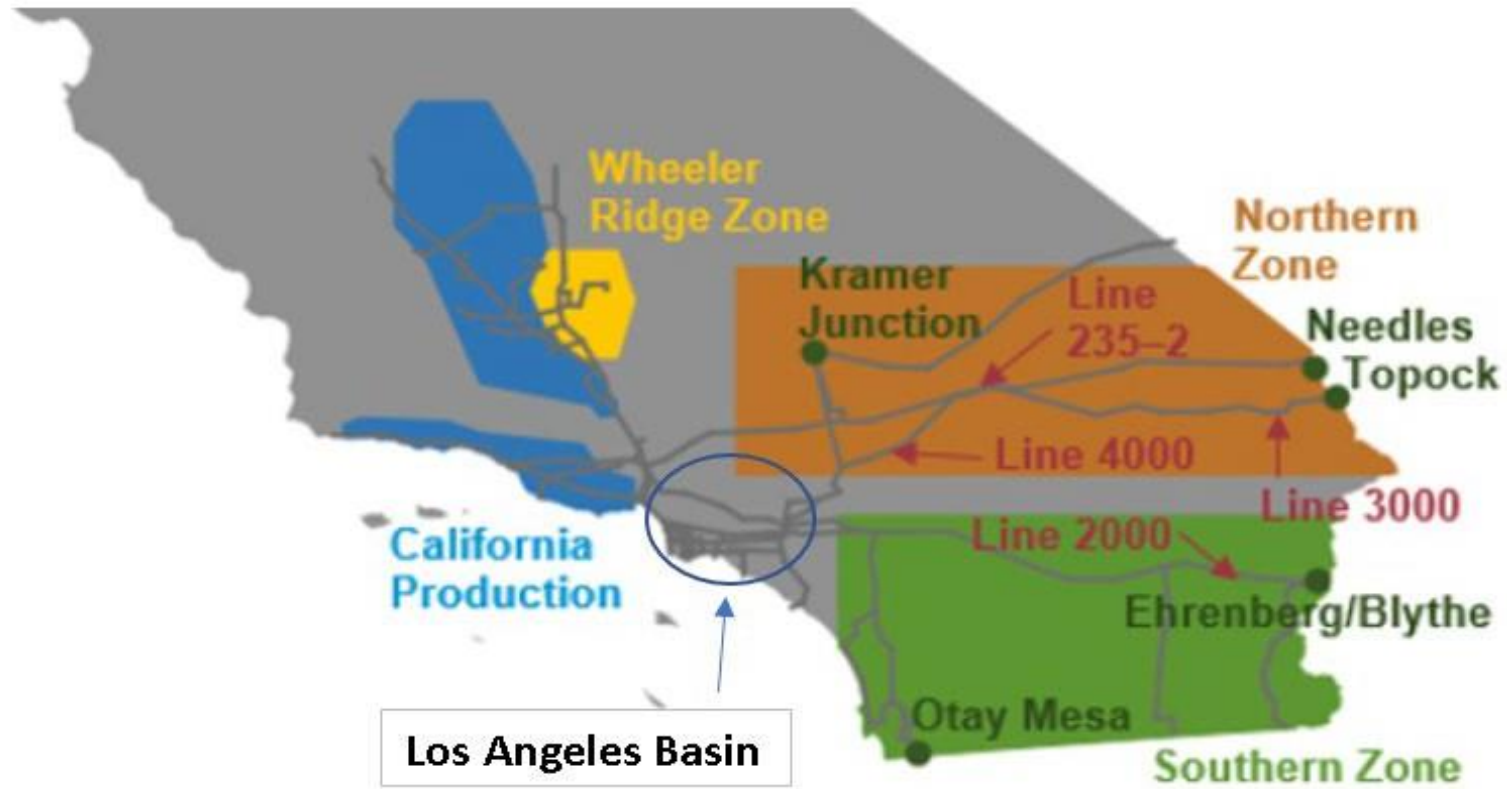 Wheeler
Ridge Zone
Northern
Zone
Kramer
Junction
Line
235–2
Needles
Topock
Line 4000
Line 3000
Line 2000
California
Production
Ehrenberg/Blythe
Otay Mesa
Los Angeles Basin
Southern Zone